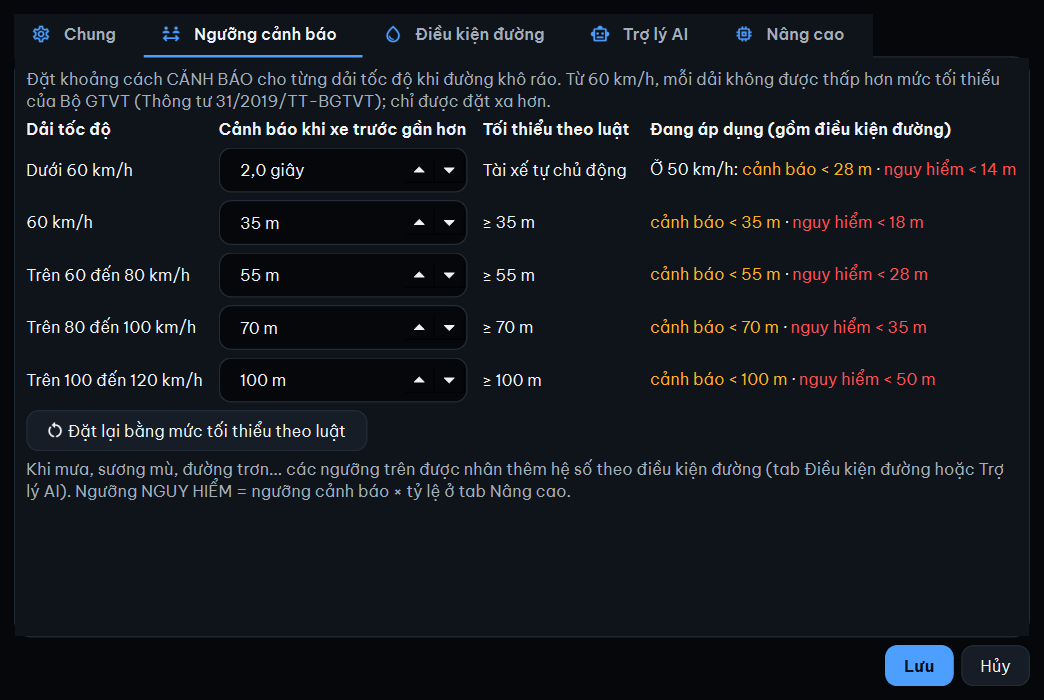 Chung
Ngưỡng cảnh báo
Điều kiện đường
Trợ lý AI
Nâng cao
Đặt khoảng cách CẢNH BÁO cho từng dải tốc độ khi đường khô ráo. Từ 60 km/h, mỗi dải không được thấp hơn mức tối thiểu
của Bộ GTVT (Thông tư 31/2019/TT-BGTVT); chỉ được đặt xa hơn.
Dải tốc độ Cảnh báo khi xe trước gần hơn Tối thiểu theo luật Đang áp dụng (gồm điều kiện đường)
Dưới 60 km/h 2,0 giây Tài xế tự chủ động Ở 50 km/h: cảnh báo < 28 m · nguy hiểm < 14 m
60 km/h 35 m ≥ 35 m cảnh báo < 35 m · nguy hiểm < 18 m
Trên 60 đến 80 km/h 55 m ≥ 55 m cảnh báo < 55 m · nguy hiểm < 28 m
Trên 80 đến 100 km/h 70 m ≥ 70 m cảnh báo < 70 m · nguy hiểm < 35 m
Trên 100 đến 120 km/h 100 m ≥ 100 m cảnh báo < 100 m · nguy hiểm < 50 m
Đặt lại bằng mức tối thiểu theo luật
Khi mưa, sương mù, đường trơn... các ngưỡng trên được nhân thêm hệ số theo điều kiện đường (tab Điều kiện đường hoặc Trợ
lý AI). Ngưỡng NGUY HIỂM = ngưỡng cảnh báo × tỷ lệ ở tab Nâng cao.
Lưu
Hủy